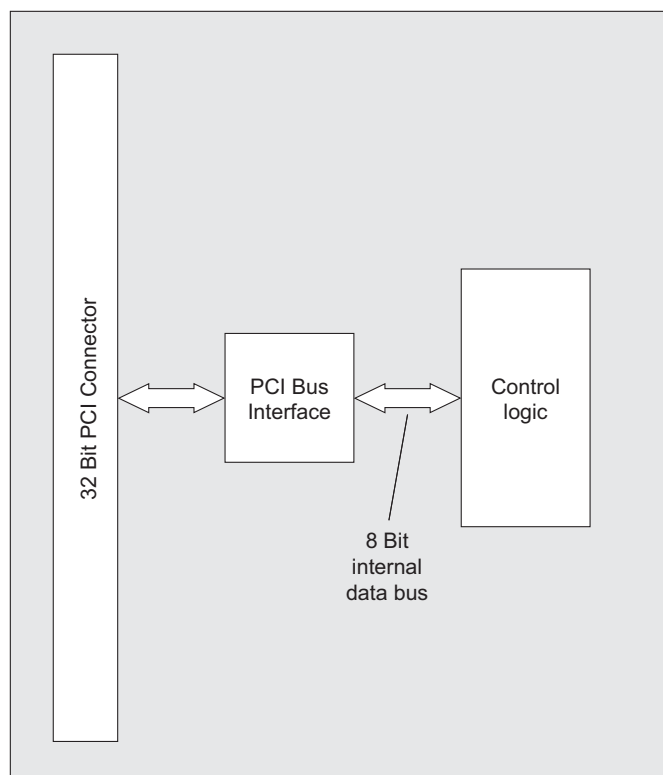 32 Bit PCI Connector
PCI Bus
Interface
Control
logic
8 Bit
internal
data bus